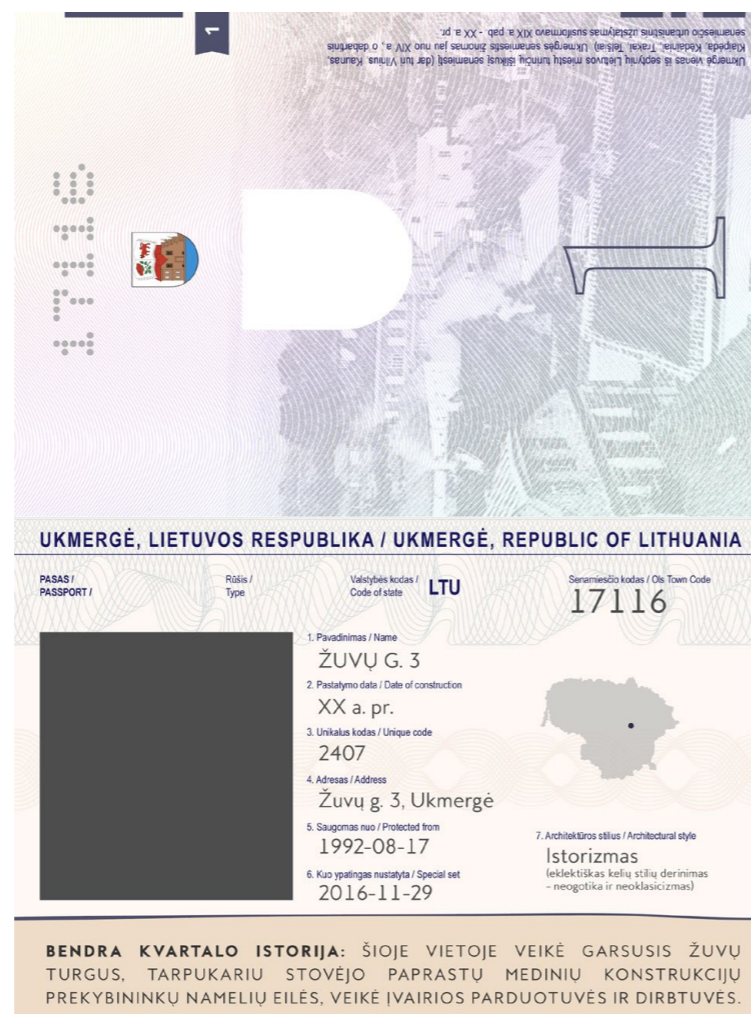 1
Ukmergė vienas iš septynių Lietuvos miestų turinčių išlikusį senamiestį (dar turi Vilnius, Kaunas,
Klaipėda, Kėdainiai, Trakai, Telšiai). Ukmergės senamiestis žinomas jau nuo XIV a., o dabartinis
senamiesčio urbanistinis užstatymas susiformavo XIX a. pab. - XX a. pr.
17116
1
UKMERGĖ, LIETUVOS RESPUBLIKA / UKMERGĖ, REPUBLIC OF LITHUANIA
PASAS / Rūšis / Valstybės kodas / LTU Senamiesčio kodas / Ols Town Code
PASSPORT / Type Code of state 17116
1. Pavadinimas / Name
ŽUVŲ G. 3
2. Pastatymo data / Date of construction
XX a. pr.
3. Unikalus kodas / Unique code
2407
4. Adresas / Address
Žuvų g. 3, Ukmergė
5. Saugomas nuo / Protected from
1992-08-17
6. Kuo ypatingas nustatyta / Special set
2016-11-29
7. Architektūros stilius / Architectural style
Istorizmas
(eklektiškas kelių stilių derinimas
- neogotika ir neoklasicizmas)
BENDRA KVARTALO ISTORIJA: ŠIOJE VIETOJE VEIKĖ GARSUSIS ŽUVŲ
TURGUS, TARPUKARIU STOVĖJO PAPRASTŲ MEDINIŲ KONSTRUKCIJŲ
PREKYBININKŲ NAMELIŲ EILĖS, VEIKĖ ĮVAIRIOS PARDUOTUVĖS IR DIRBTUVĖS.